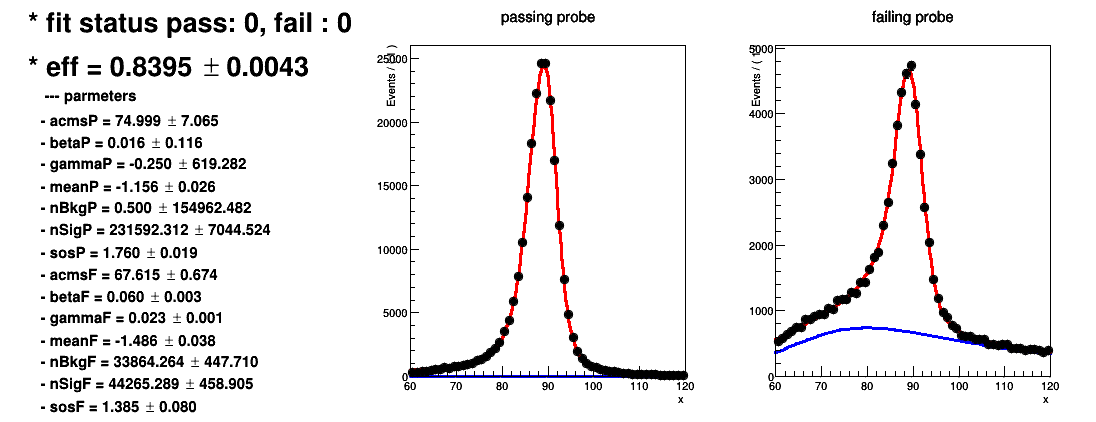 * fit status pass: 0, fail : 0
* eff = 0.8395 ± 0.0043
--- parmeters
- acmsP = 74.999 ± 7.065
- betaP = 0.016 ± 0.116
- gammaP = -0.250 ± 619.282
- meanP = -1.156 ± 0.026
- nBkgP = 0.500 ± 154962.482
- nSigP = 231592.312 ± 7044.524
- sosP = 1.760 ± 0.019
- acmsF = 67.615 ± 0.674
- betaF = 0.060 ± 0.003
- gammaF = 0.023 ± 0.001
- meanF = -1.486 ± 0.038
- nBkgF = 33864.264 ± 447.710
- nSigF = 44265.289 ± 458.905
- sosF = 1.385 ± 0.080
passing probe
Events / (
25000
20000
15000
10000
5000
0
60 70 80 90 100 110 120
x
failing probe
Events / (
5000
4000
3000
2000
1000
0
60 70 80 90 100 110 120
x